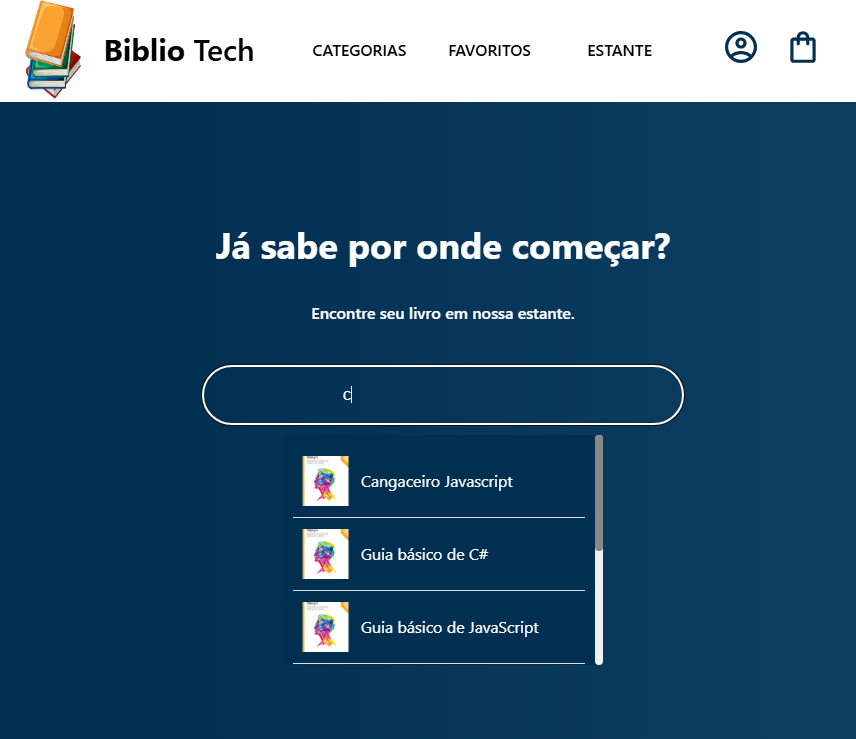 Biblio Tech
CATEGORIAS
FAVORITOS
ESTANTE
Já sabe por onde começar?
Encontre seu livro em nossa estante.
c
Cangaceiro Javascript
Guia básico de C#
Guia básico de JavaScript